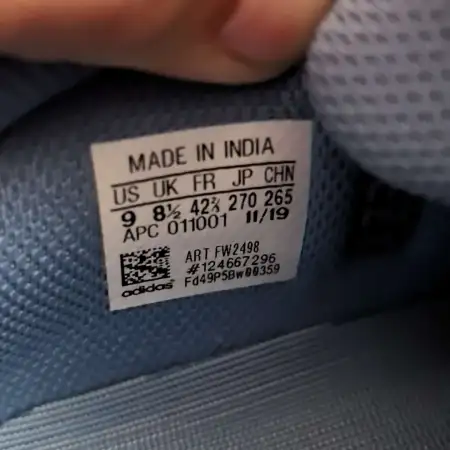 MADE IN INDIA
US UK FR JP CHN
9 8½ 42⅔ 270 265
APC 011001 11/19
ART FW2498
#124667296
Fd49P5Bw00359
adidas